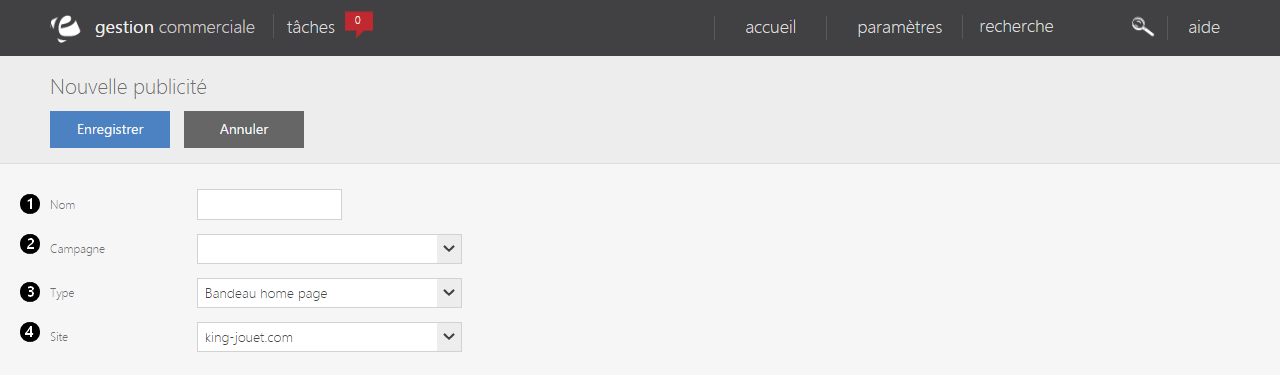 gestion commerciale tâches 0 accueil paramètres recherche aide
Nouvelle publicité
Enregistrer Annuler
1 Nom
2 Campagne
3 Type Bandeau home page
4 Site king-jouet.com